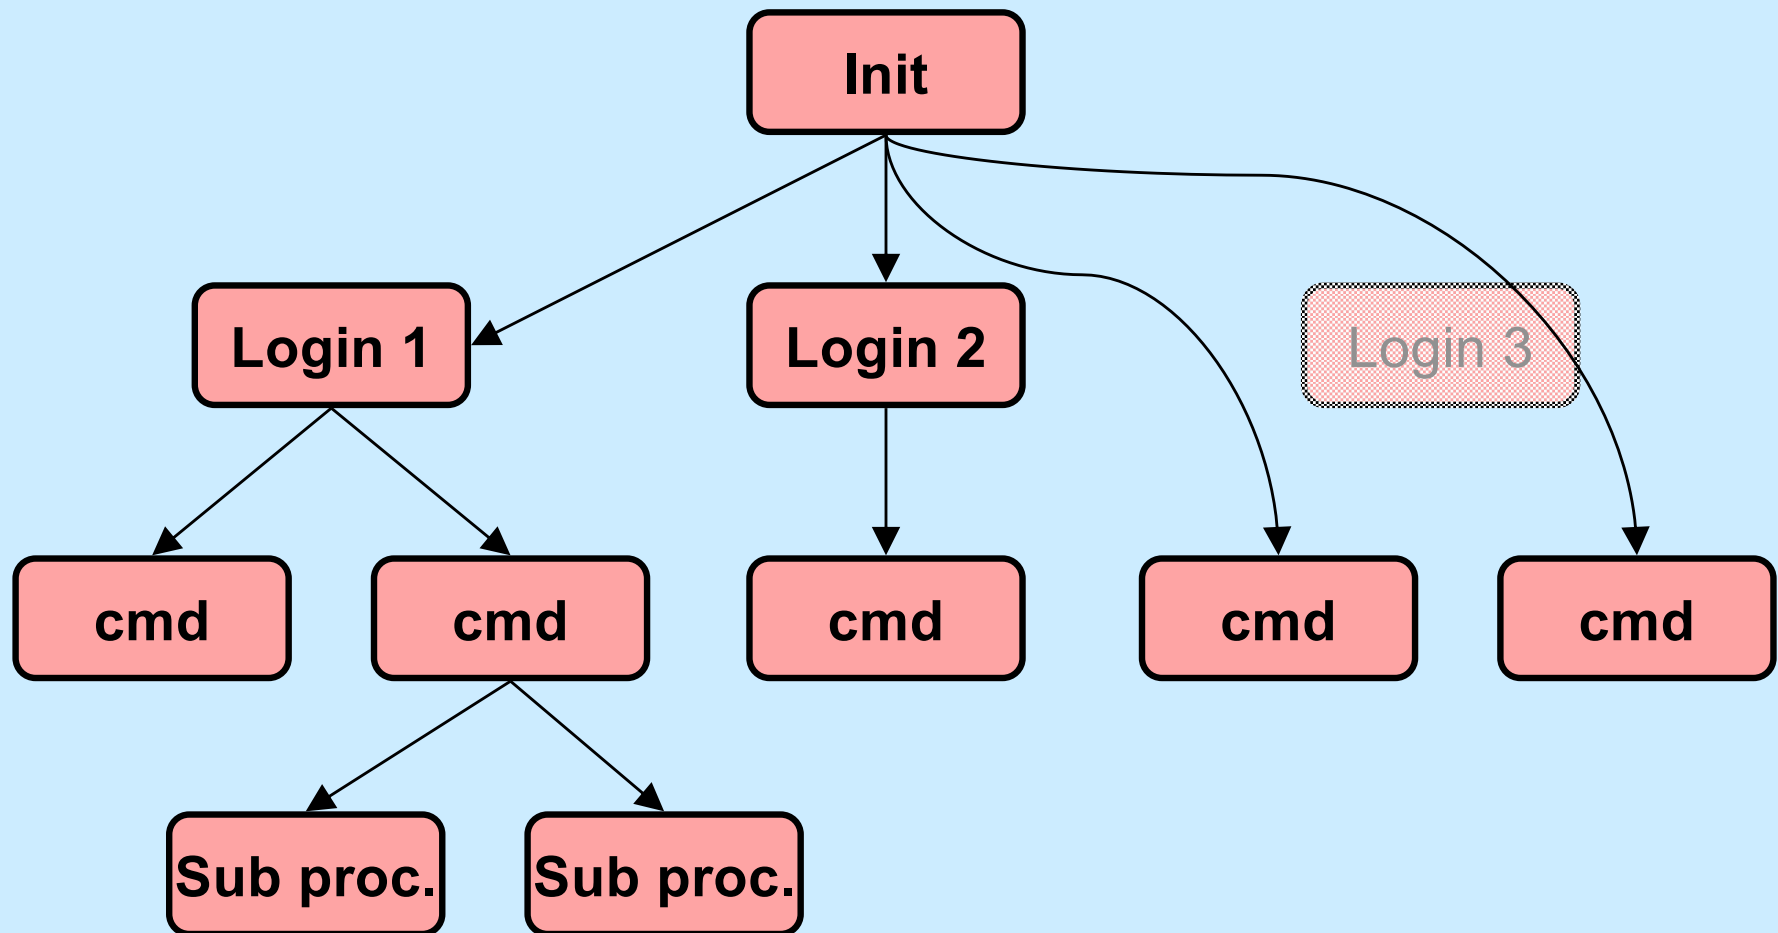 Init
Login 1
Login 2
Login 3
cmd
cmd
cmd
cmd
cmd
Sub proc.
Sub proc.